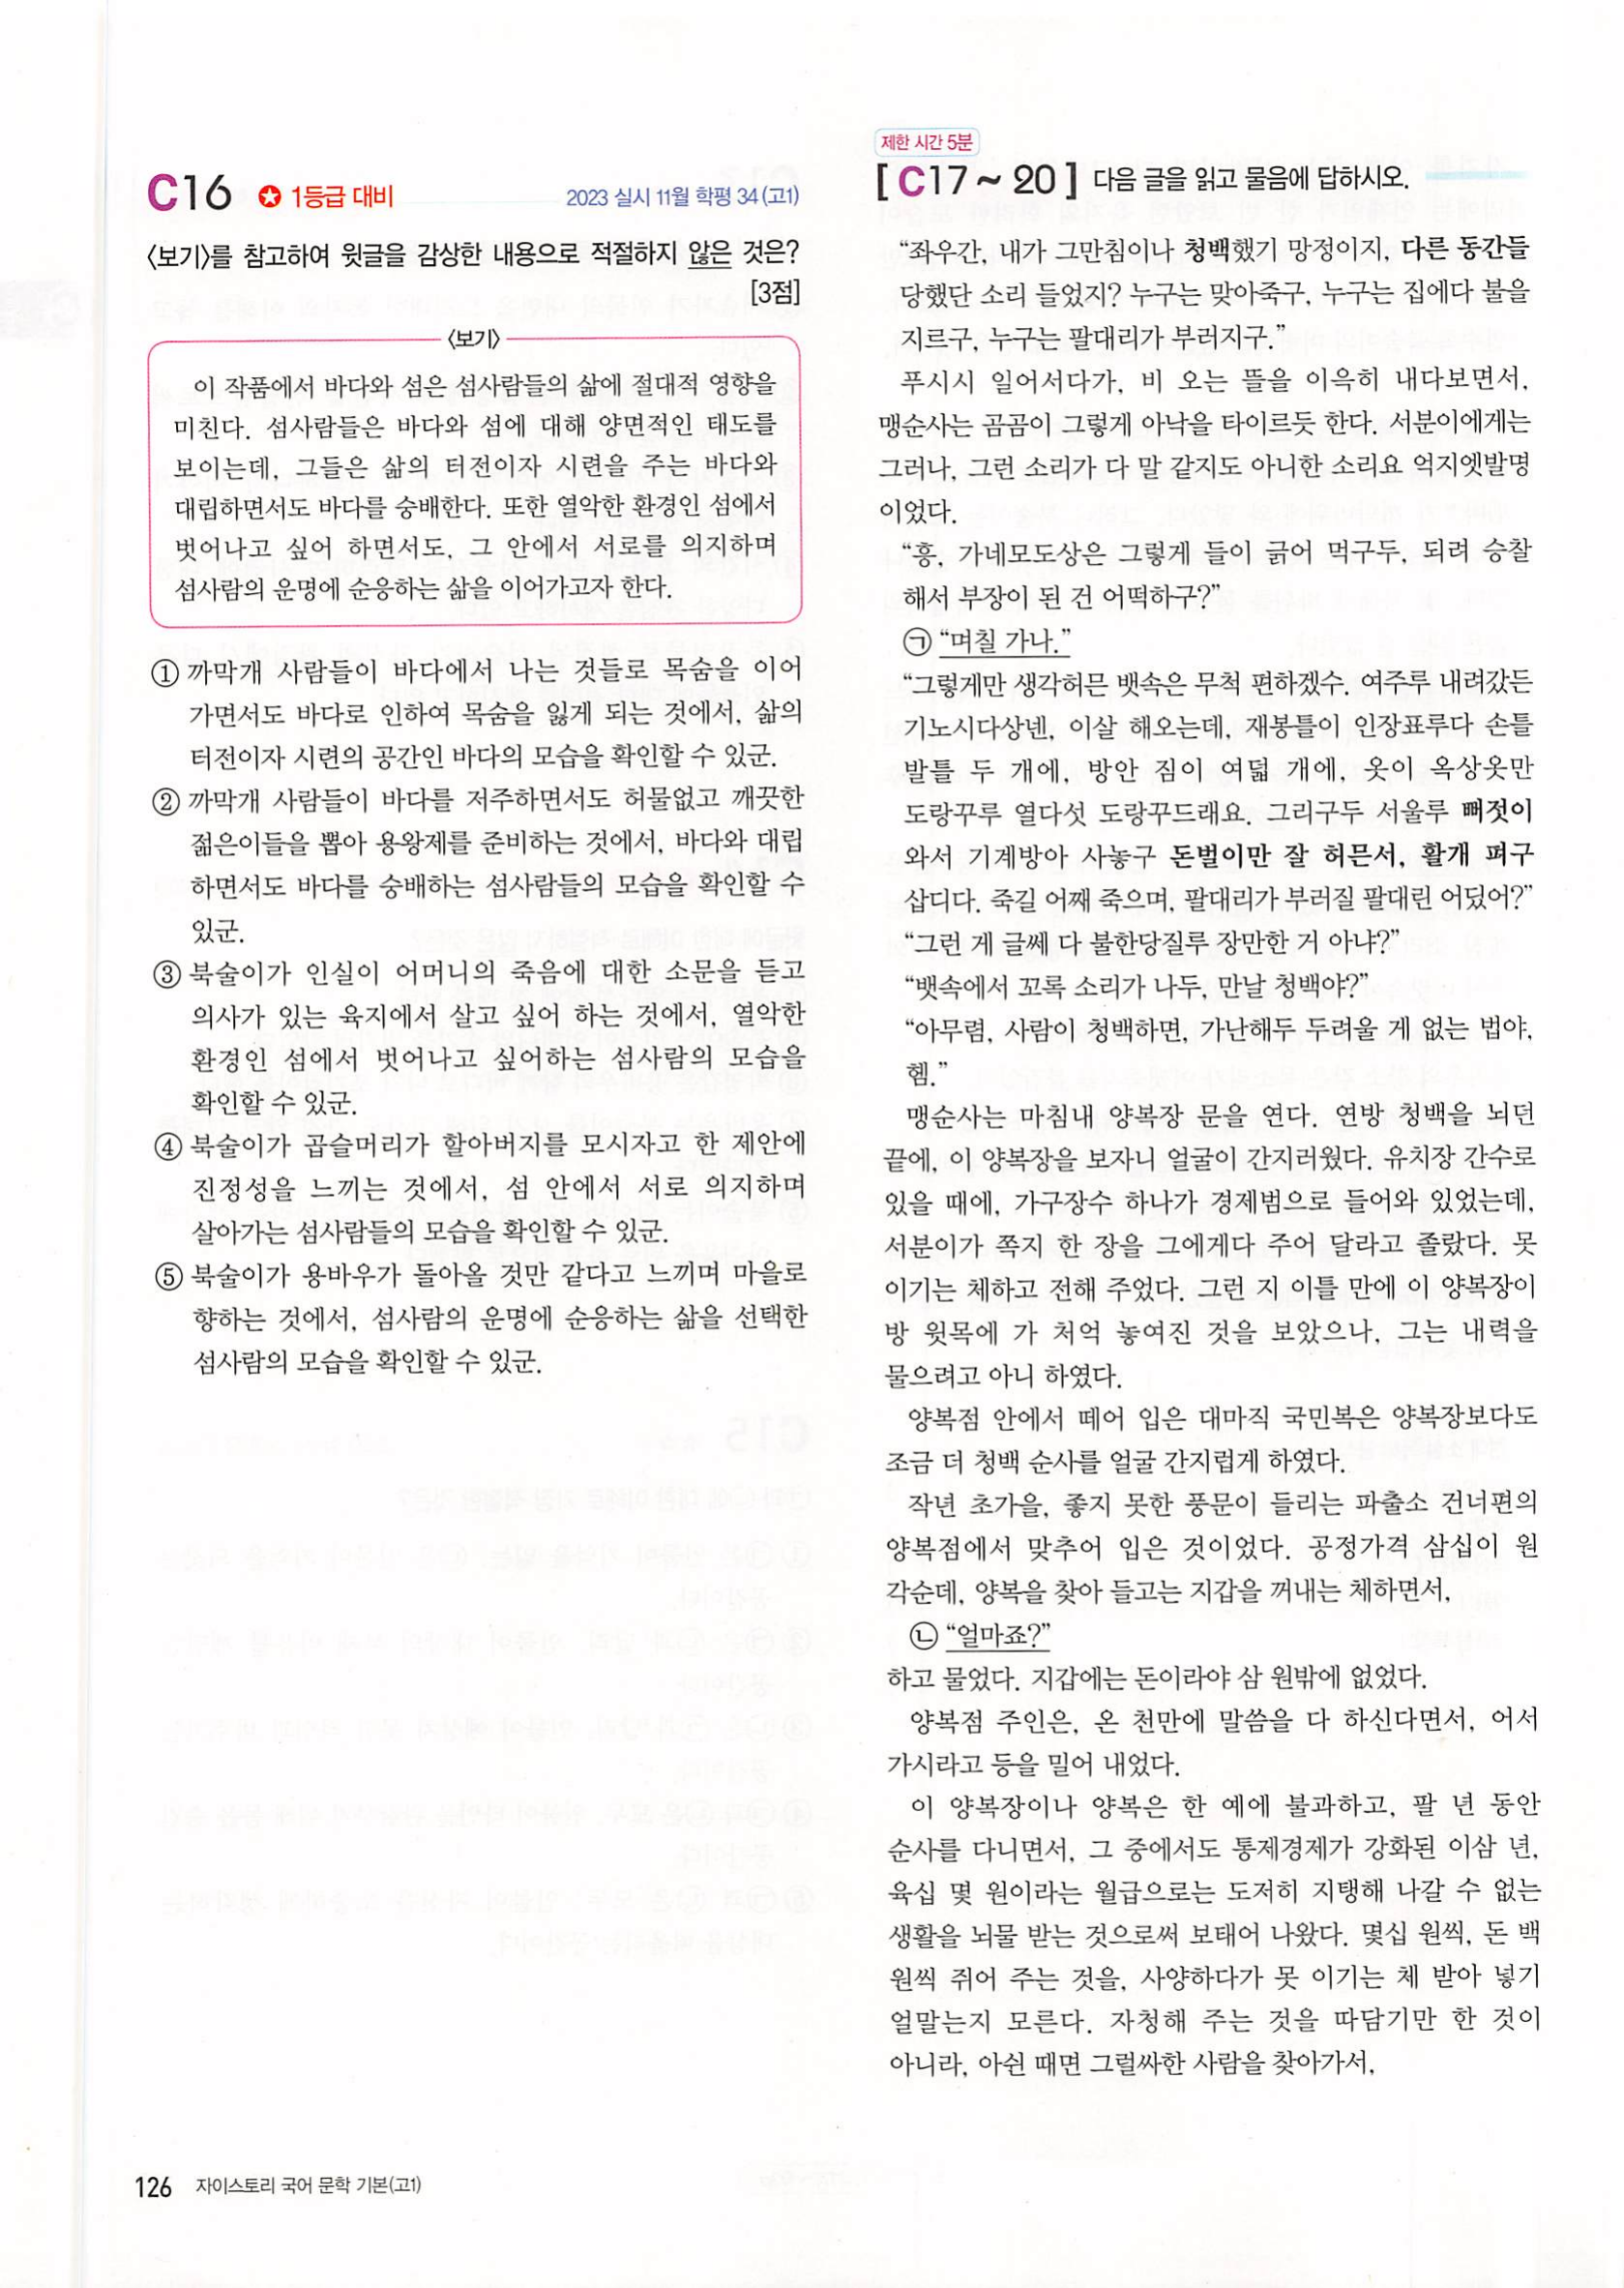 C16 ✪ 1등급 대비 2023 실시 11월 학평 34(고1)
〈보기〉를 참고하여 윗글을 감상한 내용으로 적절하지 않은 것은?
[3점]
〈보기〉
이 작품에서 바다와 섬은 섬사람들의 삶에 절대적 영향을
미친다. 섬사람들은 바다와 섬에 대해 양면적인 태도를
보이는데, 그들은 삶의 터전이자 시련을 주는 바다와
대립하면서도 바다를 숭배한다. 또한 열악한 환경인 섬에서
벗어나고 싶어 하면서도, 그 안에서 서로를 의지하며
섬사람의 운명에 순응하는 삶을 이어가고자 한다.
① 까막개 사람들이 바다에서 나는 것들로 목숨을 이어
가면서도 바다로 인하여 목숨을 잃게 되는 것에서, 삶의
터전이자 시련의 공간인 바다의 모습을 확인할 수 있군.
② 까막개 사람들이 바다를 저주하면서도 허물없고 깨끗한
젊은이들을 뽑아 용왕제를 준비하는 것에서, 바다와 대립
하면서도 바다를 숭배하는 섬사람들의 모습을 확인할 수
있군.
③ 북술이가 인실이 어머니의 죽음에 대한 소문을 듣고
의사가 있는 육지에서 살고 싶어 하는 것에서, 열악한
환경인 섬에서 벗어나고 싶어하는 섬사람의 모습을
확인할 수 있군.
④ 북술이가 곱슬머리가 할아버지를 모시자고 한 제안에
진정성을 느끼는 것에서, 섬 안에서 서로 의지하며
살아가는 섬사람들의 모습을 확인할 수 있군.
⑤ 북술이가 용바우가 돌아올 것만 같다고 느끼며 마을로
향하는 것에서, 섬사람의 운명에 순응하는 삶을 선택한
섬사람의 모습을 확인할 수 있군.
제한 시간 5분
[ C17 ~ 20 ] 다음 글을 읽고 물음에 답하시오.
“좌우간, 내가 그만침이나 청백했기 망정이지, 다른 동간들
당했단 소리 들었지? 누구는 맞아죽구, 누구는 집에다 불을
지르구, 누구는 팔대리가 부러지구.”
푸시시 일어서다가, 비 오는 뜰을 이윽히 내다보면서,
맹순사는 곰곰이 그렇게 아낙을 타이르듯 한다. 서분이에게는
그러나, 그런 소리가 다 말 같지도 아니한 소리요 억지엣발명
이었다.
“흥, 가네모도상은 그렇게 들이 긁어 먹구두, 되려 승찰
해서 부장이 된 건 어떡하구?”
㉠ “며칠 가나.”
“그렇게만 생각허믄 뱃속은 무척 편하겠수. 여주루 내려갔든
기노시다상넨, 이살 해오는데, 재봉틀이 인장표루다 손틀
발틀 두 개에, 방안 짐이 여덟 개에, 옷이 옥상옷만
도랑꾸루 열다섯 도랑꾸드래요. 그리구두 서울루 뻐젓이
와서 기계방아 사놓구 돈벌이만 잘 허믄서, 활개 펴구
삽디다. 죽길 어째 죽으며, 팔대리가 부러질 팔대린 어딨어?”
“그런 게 글쎄 다 불한당질루 장만한 거 아냐?”
“뱃속에서 꼬록 소리가 나두, 만날 청백야?”
“아무렴, 사람이 청백하면, 가난해두 두려울 게 없는 법야,
헴.”
맹순사는 마침내 양복장 문을 연다. 연방 청백을 뇌던
끝에, 이 양복장을 보자니 얼굴이 간지러웠다. 유치장 간수로
있을 때에, 가구장수 하나가 경제범으로 들어와 있었는데,
서분이가 쪽지 한 장을 그에게다 주어 달라고 졸랐다. 못
이기는 체하고 전해 주었다. 그런 지 이틀 만에 이 양복장이
방 윗목에 가 처억 놓여진 것을 보았으나, 그는 내력을
물으려고 아니 하였다.
양복점 안에서 떼어 입은 대마직 국민복은 양복장보다도
조금 더 청백 순사를 얼굴 간지럽게 하였다.
작년 초가을, 좋지 못한 풍문이 들리는 파출소 건너편의
양복점에서 맞추어 입은 것이었다. 공정가격 삼십이 원
각순데, 양복을 찾아 들고는 지갑을 꺼내는 체하면서,
㉡ “얼마죠?”
하고 물었다. 지갑에는 돈이라야 삼 원밖에 없었다.
양복점 주인은, 온 천만에 말씀을 다 하신다면서, 어서
가시라고 등을 밀어 내었다.
이 양복장이나 양복은 한 예에 불과하고, 팔 년 동안
순사를 다니면서, 그 중에서도 통제경제가 강화된 이삼 년,
육십 몇 원이라는 월급으로는 도저히 지탱해 나갈 수 없는
생활을 뇌물 받는 것으로써 보태어 나왔다. 몇십 원씩, 돈 백
원씩 쥐어 주는 것을, 사양하다가 못 이기는 체 받아 넣기
얼말는지 모른다. 자청해 주는 것을 따담기만 한 것이
아니라, 아쉰 때면 그럴싸한 사람을 찾아가서,
126 자이스토리 국어 문학 기본(고1)